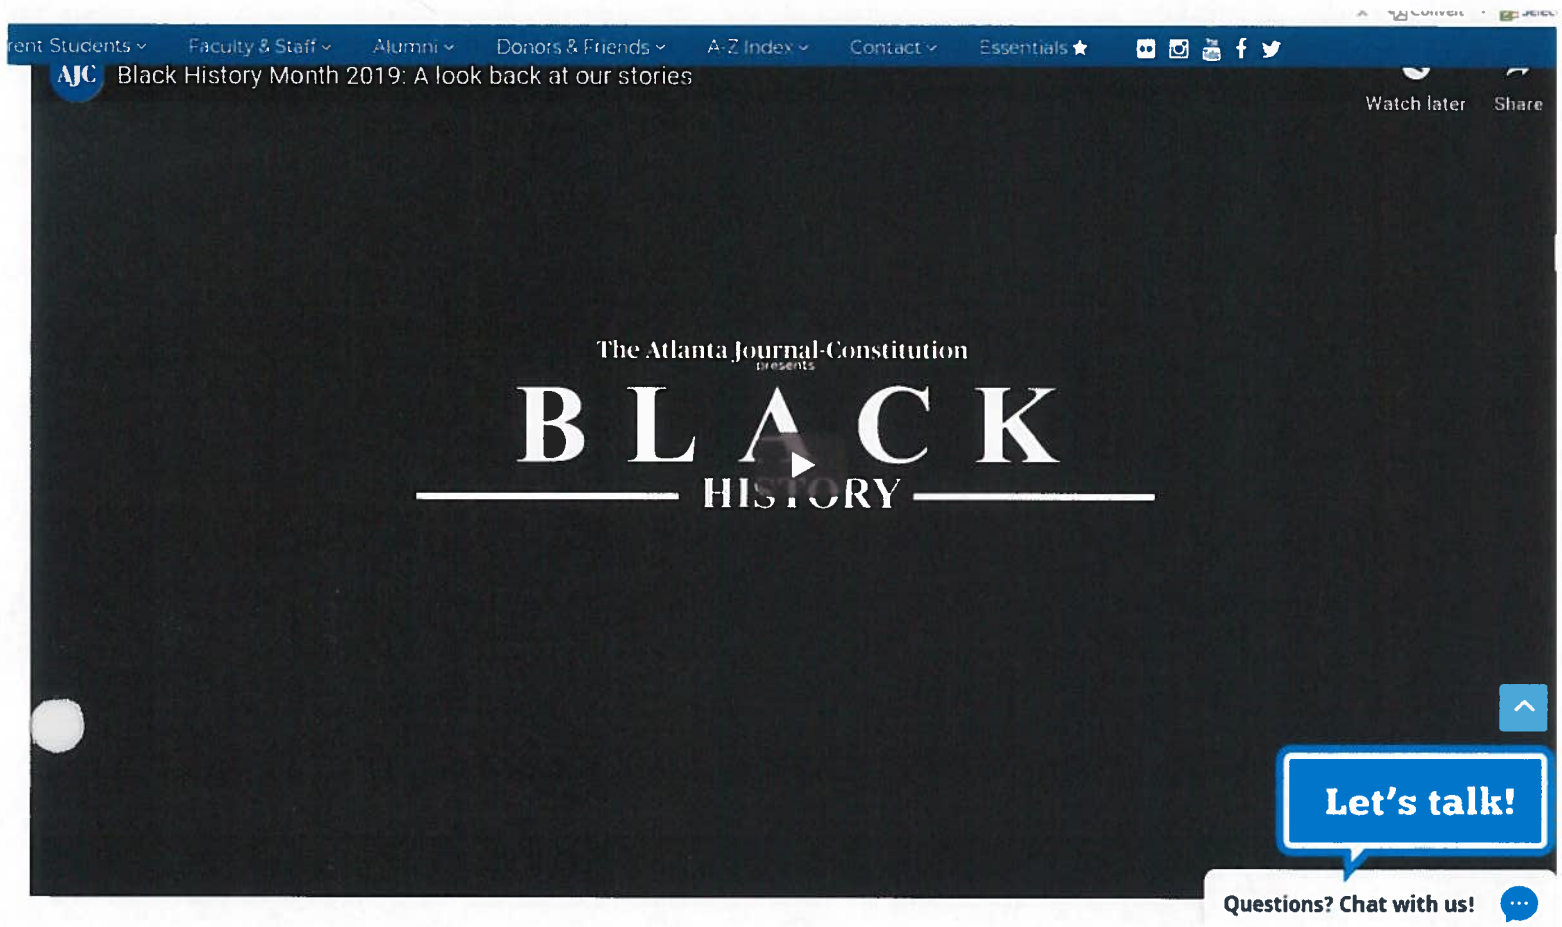 Convert
rent Students Faculty & Staff Alumni Donors & Friends A-Z Index Contact Essentials
AJC Black History Month 2019: A look back at our stories
Watch later Share
The Atlanta Journal-Constitution
presents
BLACK
HISTORY
Let's talk!
Questions? Chat with us!